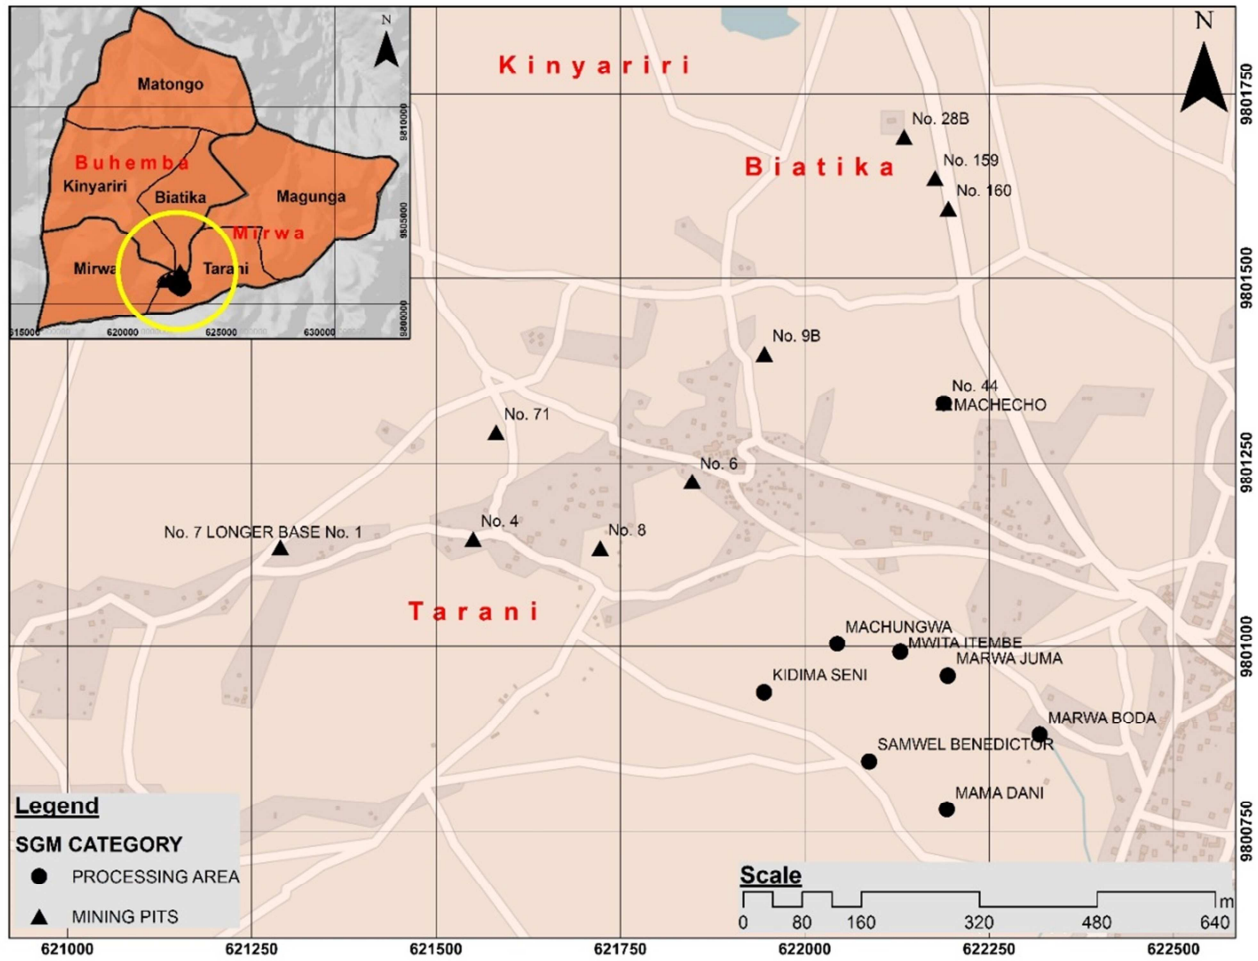 N
Matongo
Buhemba
Kinyariri
Biatika
Magunga
Mirwa
Mirwa
Tarani
9810000
9805000
9800000
615000
620000
625000
630000
Kinyariri
N
Biatika
No. 28B
No. 159
No. 160
No. 9B
No. 44
MACHECHO
No. 71
No. 6
No. 4
No. 8
No. 7 LONGER BASE No. 1
Tarani
MACHUNGWA
MWITA ITEMBE
MARWA JUMA
KIDIMA SENI
MARWA BODA
SAMWEL BENEDICTOR
MAMA DANI
9801750
9801500
9801250
9801000
9800750
Legend
SGM CATEGORY
PROCESSING AREA
MINING PITS
Scale
m
0 80 160 320 480 640
621000 621250 621500 621750 622000 622250 622500